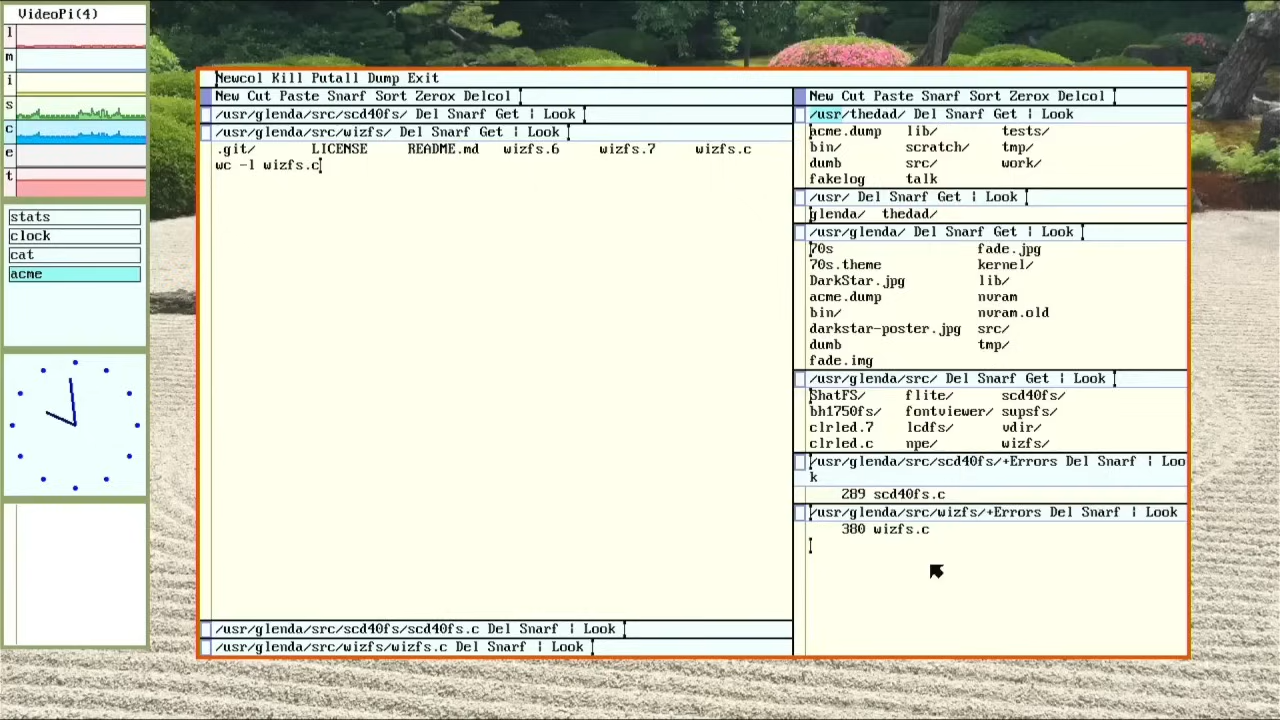 VideoPi(4)
l
m
i
s
c
e
t
stats
clock
cat
acme
Newcol Kill Putall Dump Exit
New Cut Paste Snarf Sort Zerox Delcol
/usr/glenda/src/scd40fs/ Del Snarf Get | Look
/usr/glenda/src/wizfs/ Del Snarf Get | Look
.git/ LICENSE README.md wizfs.6 wizfs.7 wizfs.c
wc -l wizfs.c
/usr/glenda/src/scd40fs/scd40fs.c Del Snarf | Look
/usr/glenda/src/wizfs/wizfs.c Del Snarf | Look
New Cut Paste Snarf Sort Zerox Delcol
/usr/thedad/ Del Snarf Get | Look
acme.dump lib/ tests/
bin/ scratch/ tmp/
dumb src/ work/
fakelog talk
/usr/ Del Snarf Get | Look
glenda/ thedad/
/usr/glenda/ Del Snarf Get | Look
70s fade.jpg
70s.theme kernel/
DarkStar.jpg lib/
acme.dump nvram
bin/ nvram.old
darkstar-poster.jpg src/
dumb tmp/
fade.img
/usr/glenda/src/ Del Snarf Get | Look
ShatFS/ flite/ scd40fs/
bh1750fs/ fontviewer/ supsfs/
clrled.7 lcdfs/ vdir/
clrled.c npe/ wizfs/
/usr/glenda/src/scd40fs/+Errors Del Snarf | Loo
k
289 scd40fs.c
/usr/glenda/src/wizfs/+Errors Del Snarf | Look
380 wizfs.c